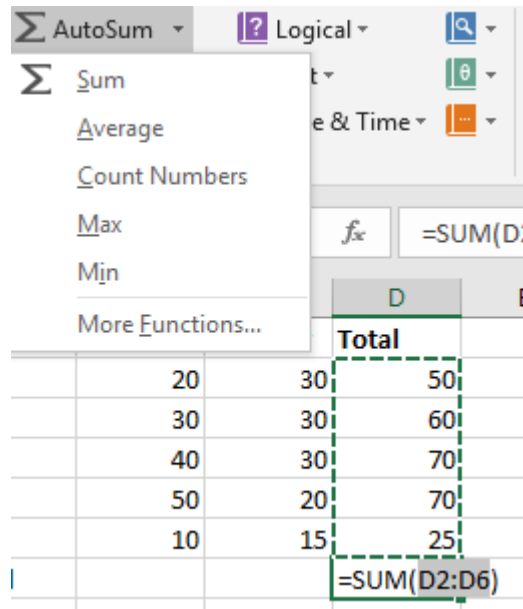 AutoSum Logical
Sum t
Average e & Time
Count Numbers
Max fx =SUM(D2
Min
D
More Functions... Total
20 30 50
30 30 60
40 30 70
50 20 70
10 15 25
=SUM(D2:D6)